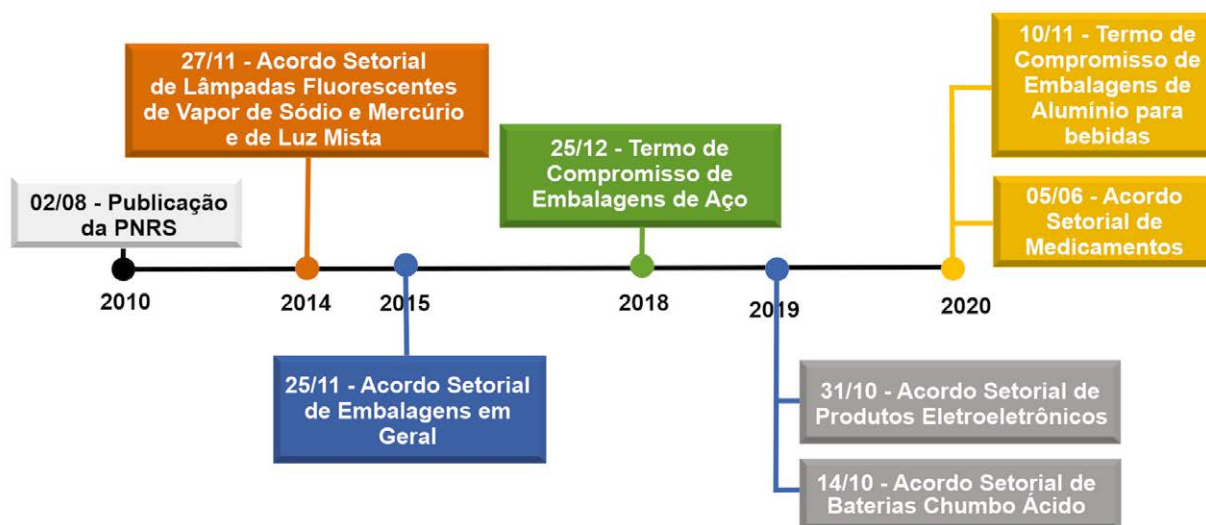 02/08 - Publicação
da PNRS
27/11 - Acordo Setorial
de Lâmpadas Fluorescentes
de Vapor de Sódio e Mercúrio
e de Luz Mista
25/12 - Termo de
Compromisso de
Embalagens de Aço
10/11 - Termo de
Compromisso de
Embalagens de
Alumínio para
bebidas
05/06 - Acordo
Setorial de
Medicamentos
2010
2014
2015
2018
2019
2020
25/11 - Acordo Setorial
de Embalagens em
Geral
31/10 - Acordo Setorial de
Produtos Eletroeletrônicos
14/10 - Acordo Setorial de
Baterias Chumbo Ácido